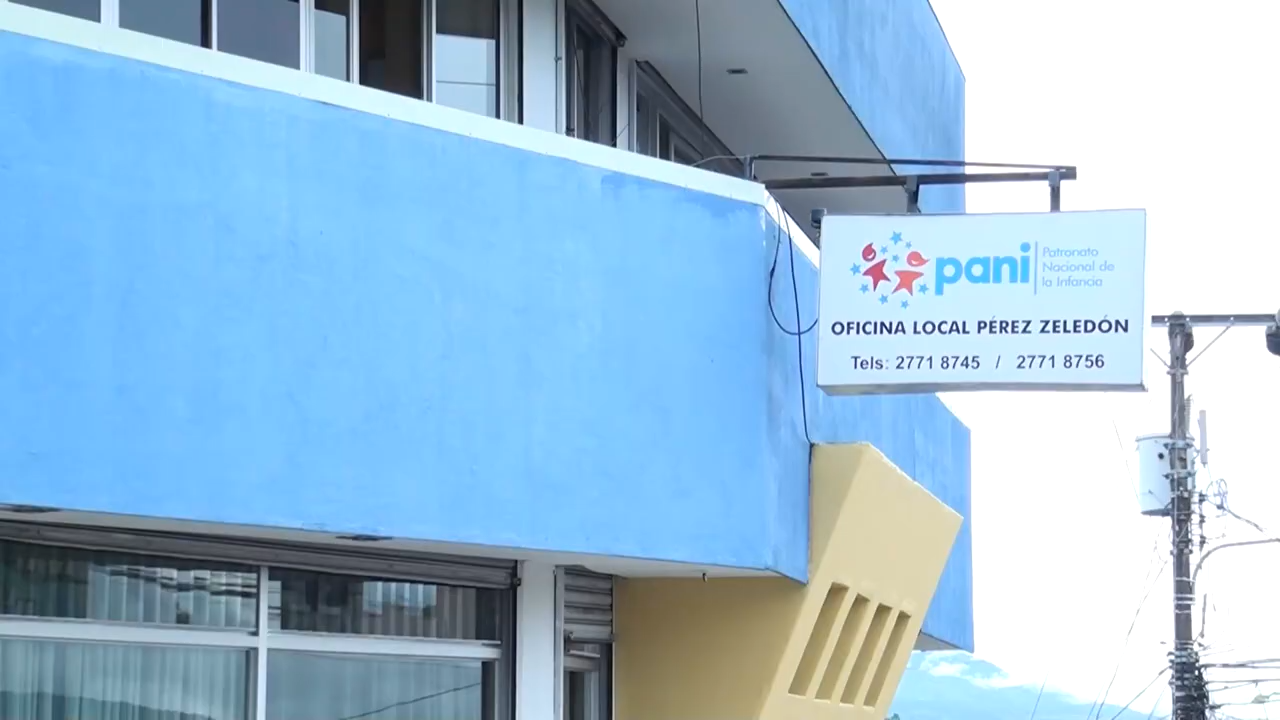 pani
Patronato
Nacional de
la Infancia
OFICINA LOCAL PÉREZ ZELEDÓN
Tels: 2771 8745 / 2771 8756